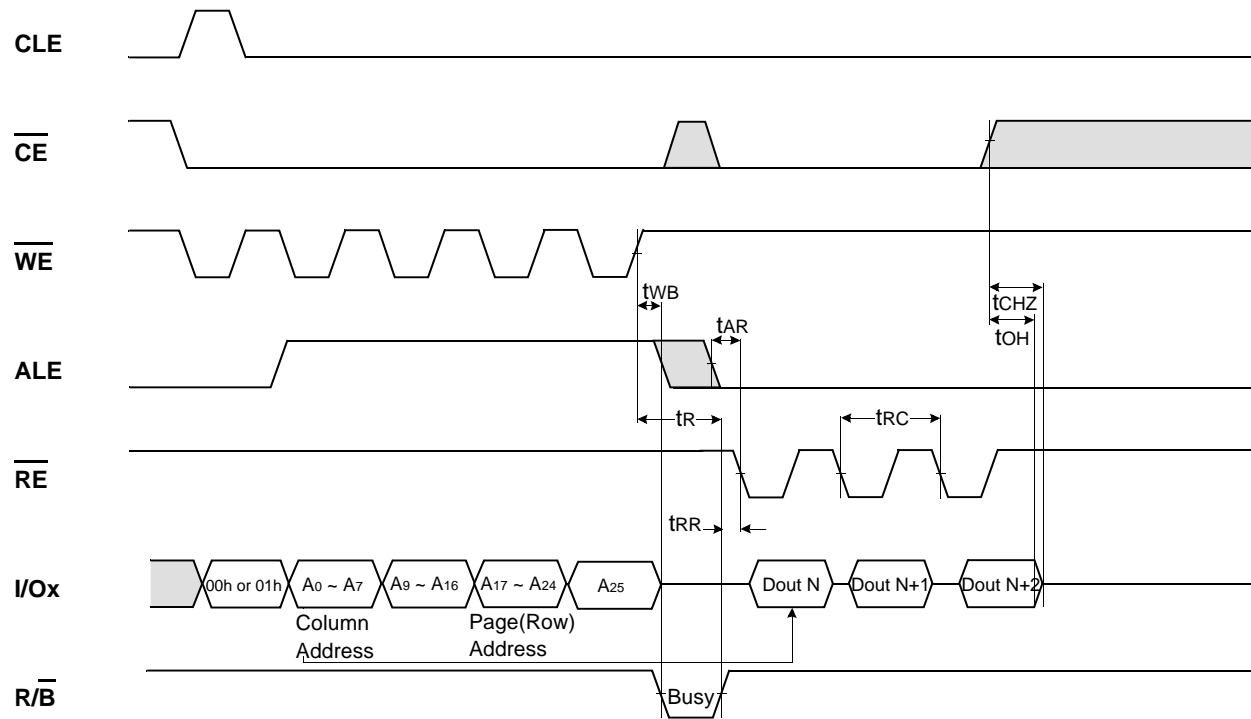 CLE
CE
WE
tWB
tCHZ
tAR
tOH
ALE
tR
tRC
RE
tRR
I/Ox
00h or 01h
A0 ~ A7
A9 ~ A16
A17 ~ A24
A25
Dout N
Dout N+1
Dout N+2
Column
Address
Page(Row)
Address
R/B
Busy